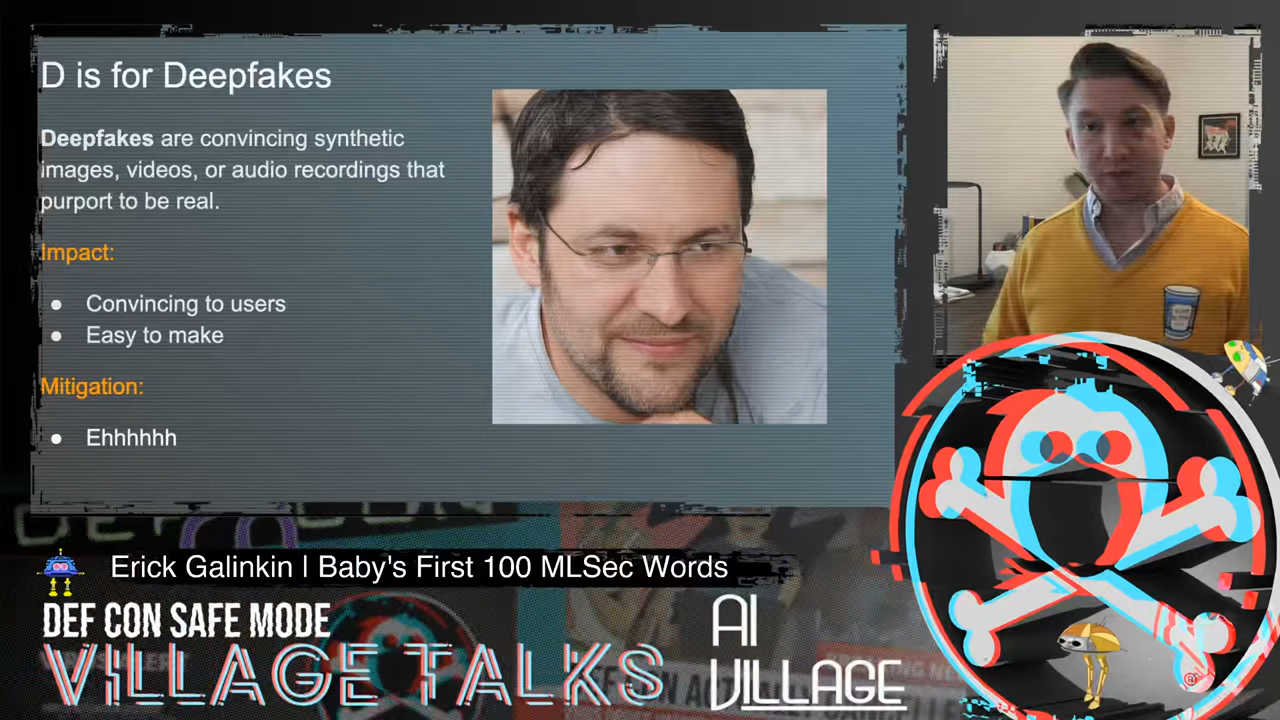 D is for Deepfakes
Deepfakes are convincing synthetic
images, videos, or audio recordings that
purport to be real.
Impact:
● Convincing to users
● Easy to make
Mitigation:
● Ehhhhhh
DEF CON
Erick Galinkin | Baby's First 100 MLSec Words
DEF CON SAFE MODE
VILLAGE TALKS
AI
VILLAGE